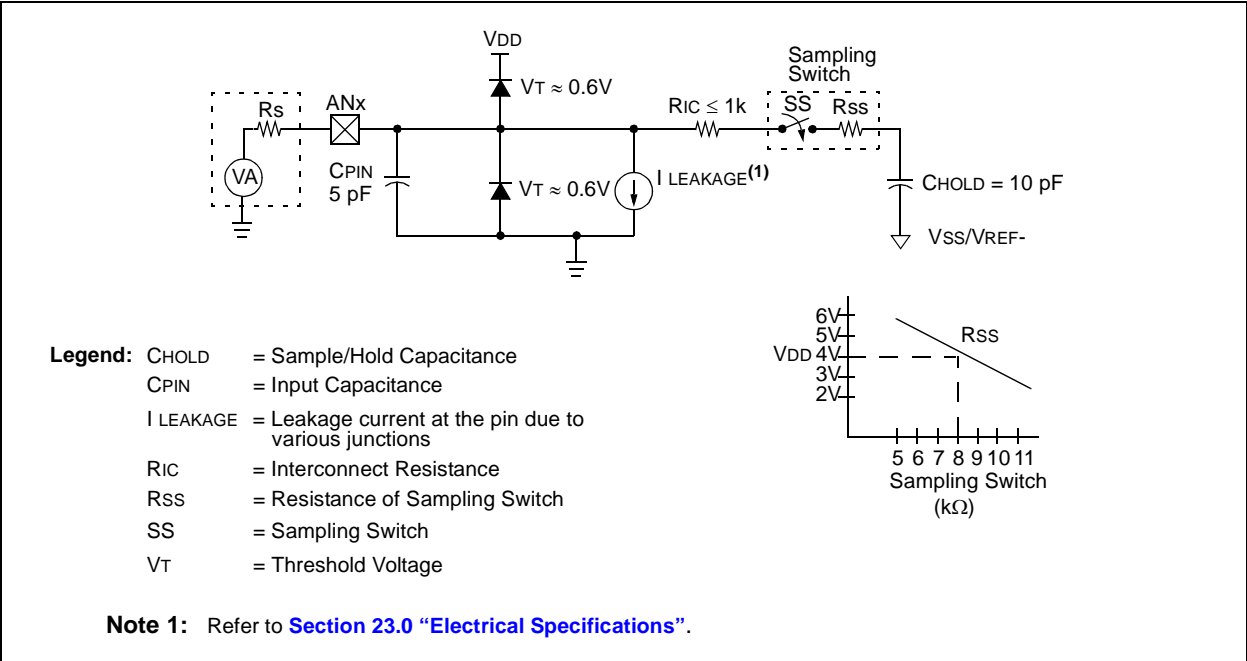 VDD
Sampling
Switch
VT ≈ 0.6V
Rs
ANx
RIC ≤ 1k
SS
RSS
VA
CPIN
5 pF
VT ≈ 0.6V
I LEAKAGE(1)
CHOLD = 10 pF
VSS/VREF-
6V
5V
VDD 4V
3V
2V
RSS
5 6 7 8 9 10 11
Sampling Switch
(kΩ)
Legend: CHOLD = Sample/Hold Capacitance
CPIN = Input Capacitance
I LEAKAGE = Leakage current at the pin due to
various junctions
RIC = Interconnect Resistance
RSS = Resistance of Sampling Switch
SS = Sampling Switch
VT = Threshold Voltage
Note 1: Refer to Section 23.0 “Electrical Specifications”.